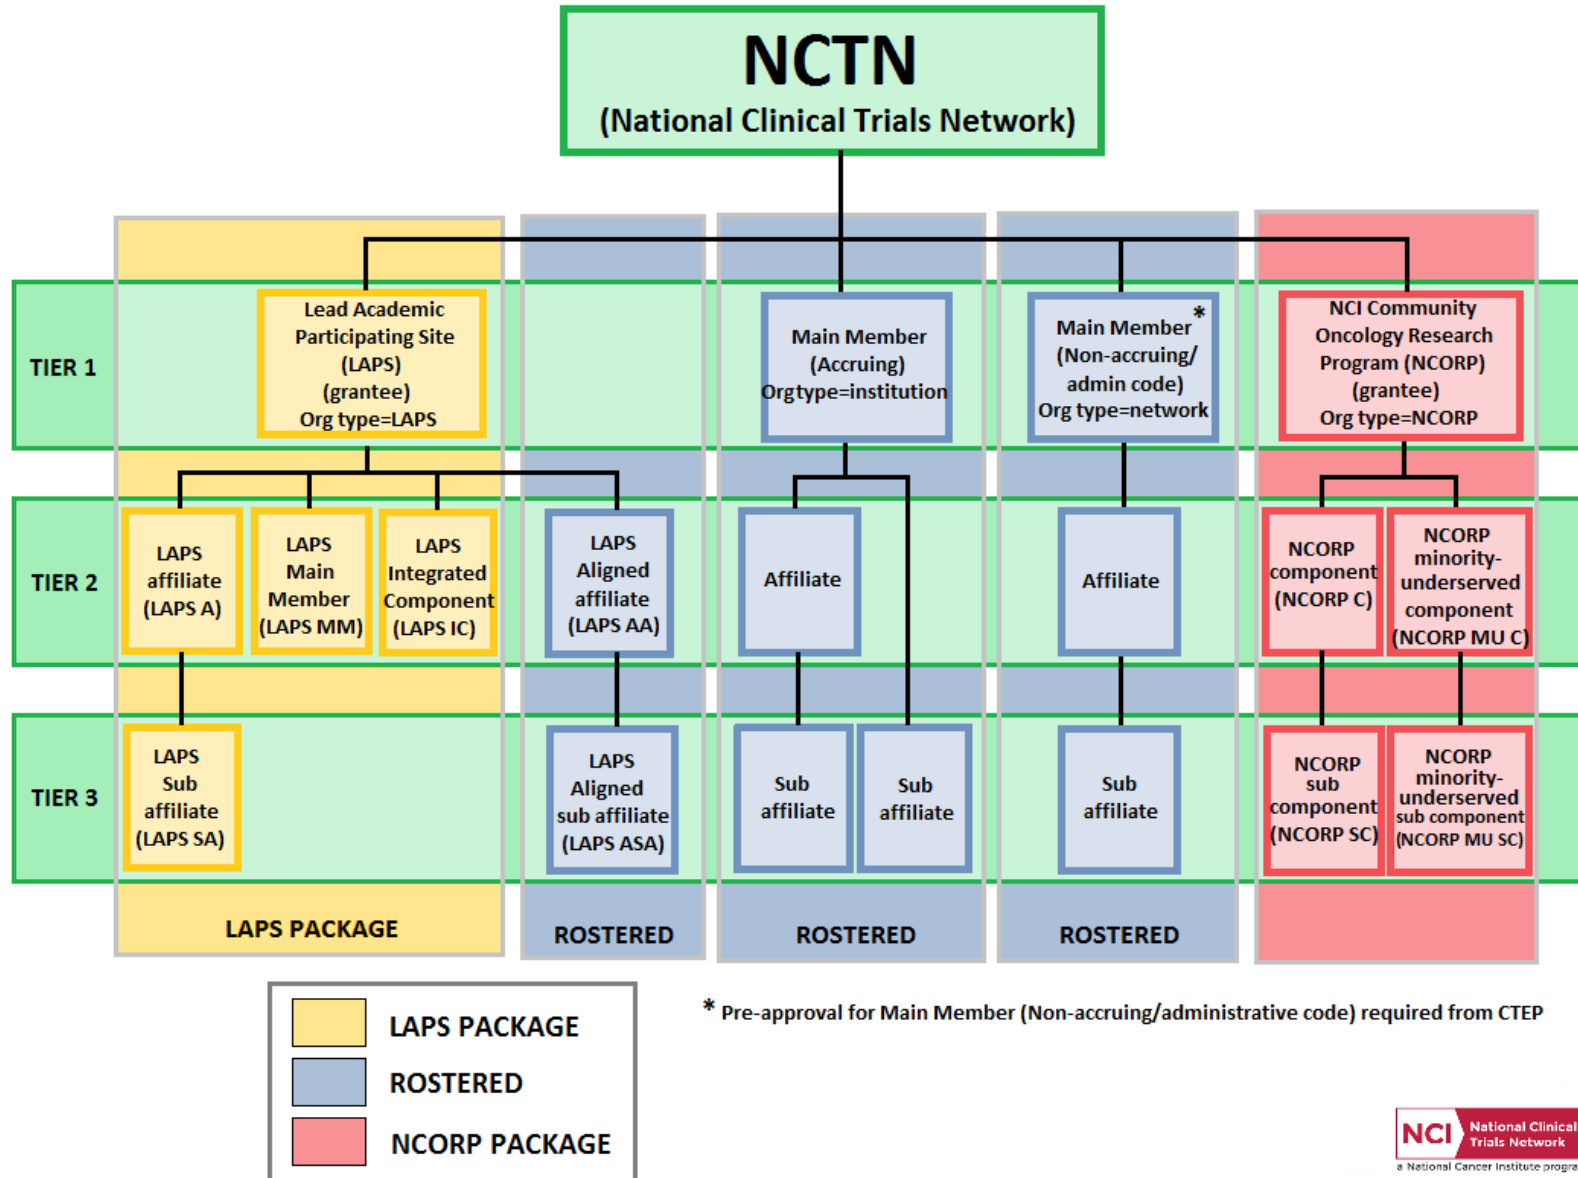 NCTN
(National Clinical Trials Network)
TIER 1
Lead Academic
Participating Site
(LAPS)
(grantee)
Org type=LAPS
Main Member
(Accruing)
Orgtype=institution
Main Member *
(Non-accruing/
admin code)
Org type=network
NCI Community
Oncology Research
Program (NCORP)
(grantee)
Org type=NCORP
TIER 2
LAPS
affiliate
(LAPS A)
LAPS
Main
Member
(LAPS MM)
LAPS
Integrated
Component
(LAPS IC)
LAPS
Aligned
affiliate
(LAPS AA)
Affiliate
Affiliate
NCORP
component
(NCORP C)
NCORP
minority-
underserved
component
(NCORP MU C)
TIER 3
LAPS
Sub
affiliate
(LAPS SA)
LAPS
Aligned
sub affiliate
(LAPS ASA)
Sub
affiliate
Sub
affiliate
Sub
affiliate
NCORP
sub
component
(NCORP SC)
NCORP
minority-
underserved
sub component
(NCORP MU SC)
LAPS PACKAGE
ROSTERED
ROSTERED
ROSTERED
LAPS PACKAGE
ROSTERED
NCORP PACKAGE
* Pre-approval for Main Member (Non-accruing/administrative code) required from CTEP
NCI National Clinical
Trials Network
a National Cancer Institute progra